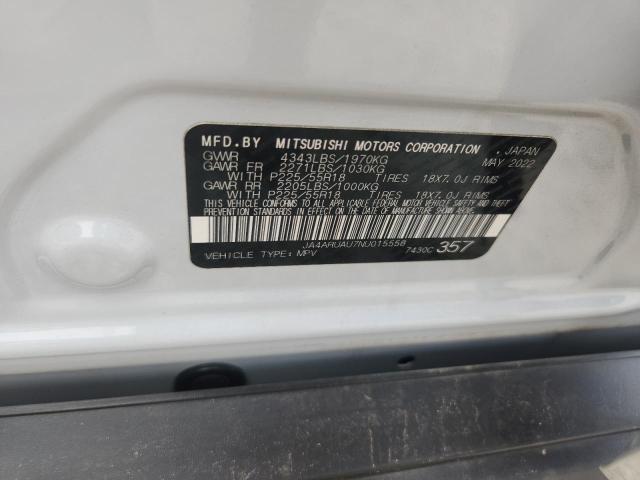 MFD.BY MITSUBISHI MOTORS CORPORATION . JAPAN
GVWR 4343LBS/1970KG MAY 2022
GAWR FR 2271LBS/1030KG
WITH P225/55R18 TIRES 18X7.0J RIMS
GAWR RR 2205LBS/1000KG
WITH P225/55R18 TIRES 18X7.0J RIMS
THIS VEHICLE CONFORMS TO ALL APPLICABLE FEDERAL MOTOR VEHICLE SAFETY AND
THEFT PREVENTION STANDARDS IN EFFECT ON THE DATE OF MANUFACTURE SHOWN ABOVE.
JA4ARUAU7NU015558
VEHICLE TYPE:MPV 7430C 357